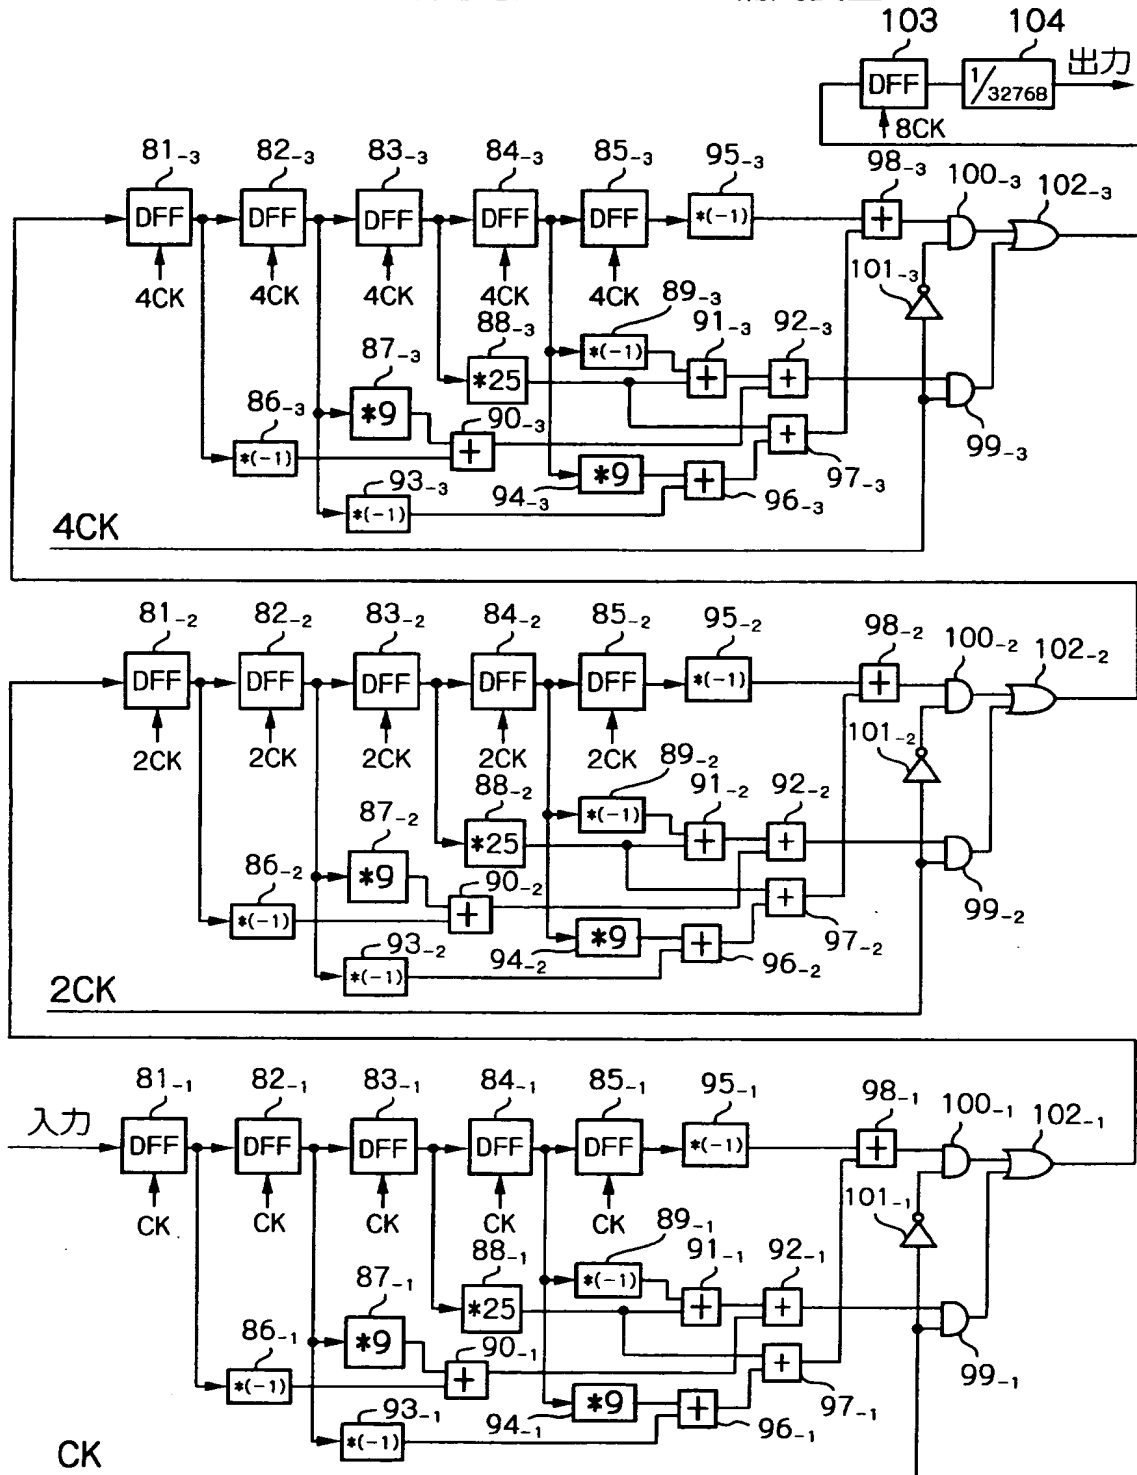 103 104
DFF 1/32768 出力
8CK
81-3 82-3 83-3 84-3 85-3 95-3 98-3 100-3 102-3
DFF DFF DFF DFF DFF *(-1) +
4CK 4CK 4CK 4CK 4CK 101-3
89-3
88-3 *(-1) 91-3 92-3
87-3 *25 + +
86-3 *9 90-3 99-3
*(-1) + +
93-3 94-3 *9 + 97-3
*(-1) 96-3
4CK
81-2 82-2 83-2 84-2 85-2 95-2 98-2 100-2 102-2
DFF DFF DFF DFF DFF *(-1) +
2CK 2CK 2CK 2CK 2CK 101-2
89-2
88-2 *(-1) 91-2 92-2
87-2 *25 + +
86-2 *9 90-2 99-2
*(-1) + +
93-2 94-2 *9 + 97-2
*(-1) 96-2
2CK
81-1 82-1 83-1 84-1 85-1 95-1 98-1 100-1 102-1
入力 DFF DFF DFF DFF DFF *(-1) +
CK CK CK CK CK 101-1
89-1
88-1 *(-1) 91-1 92-1
87-1 *25 + +
86-1 *9 90-1 99-1
*(-1) + +
93-1 94-1 *9 + 97-1
*(-1) 96-1
CK